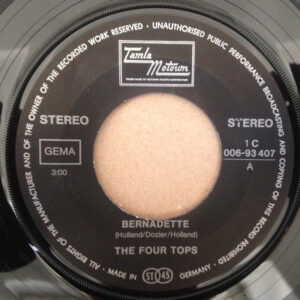 ALL RIGHTS OF THE MANUFACTURER AND OF THE OWNER OF THE RECORDED WORK RESERVED · UNAUTHORISED PUBLIC PERFORMANCE BROADCASTING AND COPYING OF THIS RECORD PROHIBITED ·
Tamla
Motown
STEREO
STEREO
GEMA
1 C
006-93 407
3:00
A
BERNADETTE
(Holland/Dozier/Holland)
THE FOUR TOPS
MADE IN
ST 45
GERMANY